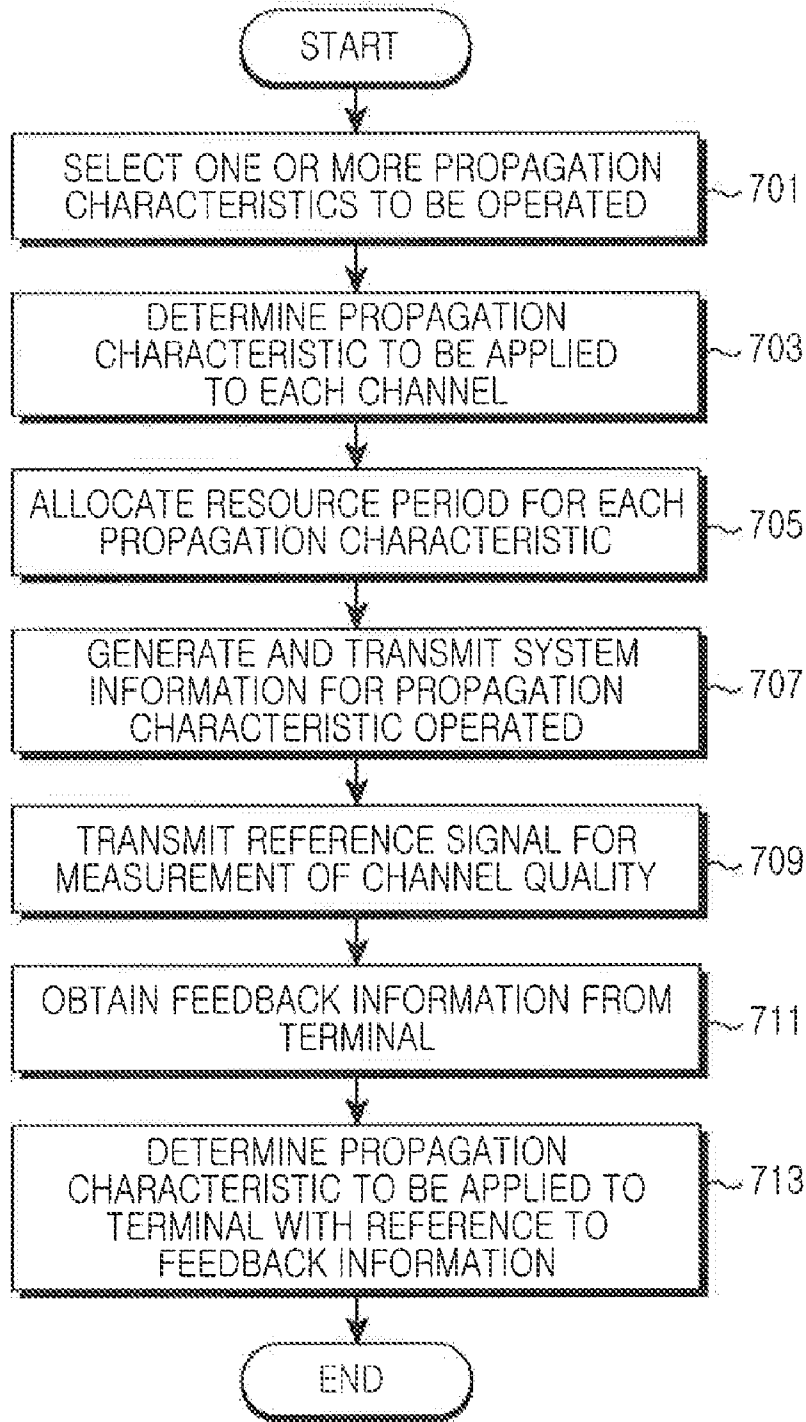 START
SELECT ONE OR MORE PROPAGATION
CHARACTERISTICS TO BE OPERATED
701
DETERMINE PROPAGATION
CHARACTERISTIC TO BE APPLIED
TO EACH CHANNEL
703
ALLOCATE RESOURCE PERIOD FOR EACH
PROPAGATION CHARACTERISTIC
705
GENERATE AND TRANSMIT SYSTEM
INFORMATION FOR PROPAGATION
CHARACTERISTIC OPERATED
707
TRANSMIT REFERENCE SIGNAL FOR
MEASUREMENT OF CHANNEL QUALITY
709
OBTAIN FEEDBACK INFORMATION FROM
TERMINAL
711
DETERMINE PROPAGATION
CHARACTERISTIC TO BE APPLIED TO
TERMINAL WITH REFERENCE TO
FEEDBACK INFORMATION
713
END